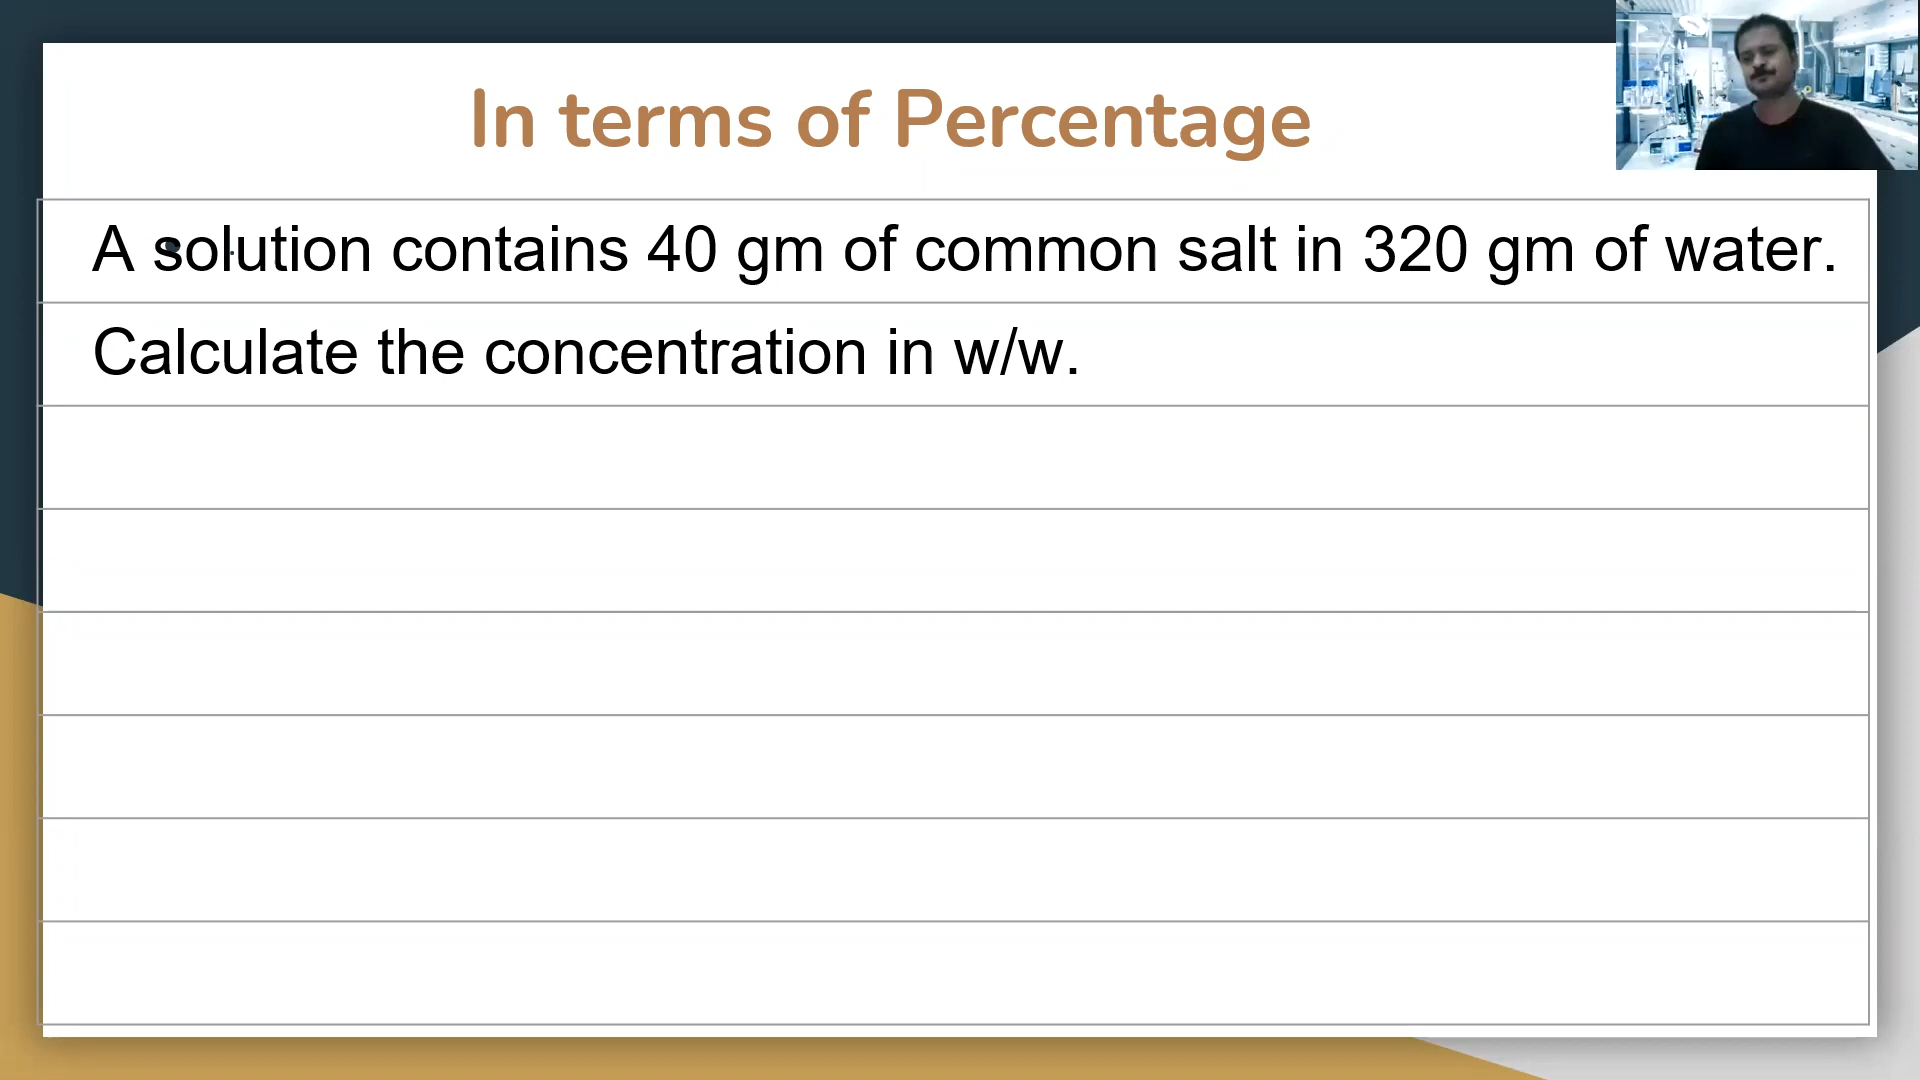 In terms of Percentage
A solution contains 40 gm of common salt in 320 gm of water.
Calculate the concentration in w/w.